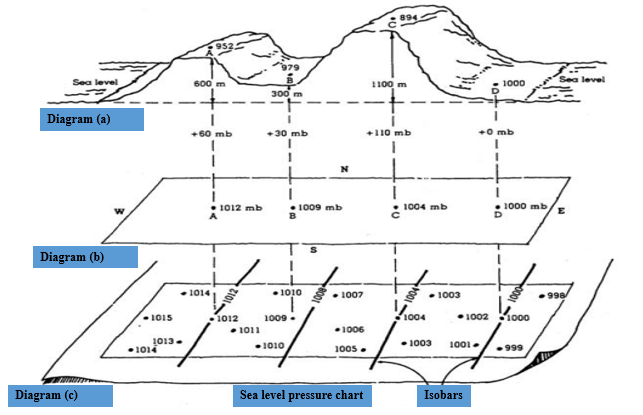 C 894
A 952
979
B
1000
D
Sea level
600 m
300 m
1100 m
Sea level
Diagram (a)
+60 mb
+30 mb
+110 mb
+0 mb
N
W
1012 mb
1009 mb
1004 mb
1000 mb
A
B
C
D
E
S
Diagram (b)
1014
1012
1010
1008
1007
1004
1003
1000
998
1015
1012
1009
1004
1002
1000
1013
1011
1006
1014
1010
1005
1003
1001
999
Diagram (c)
Sea level pressure chart
Isobars